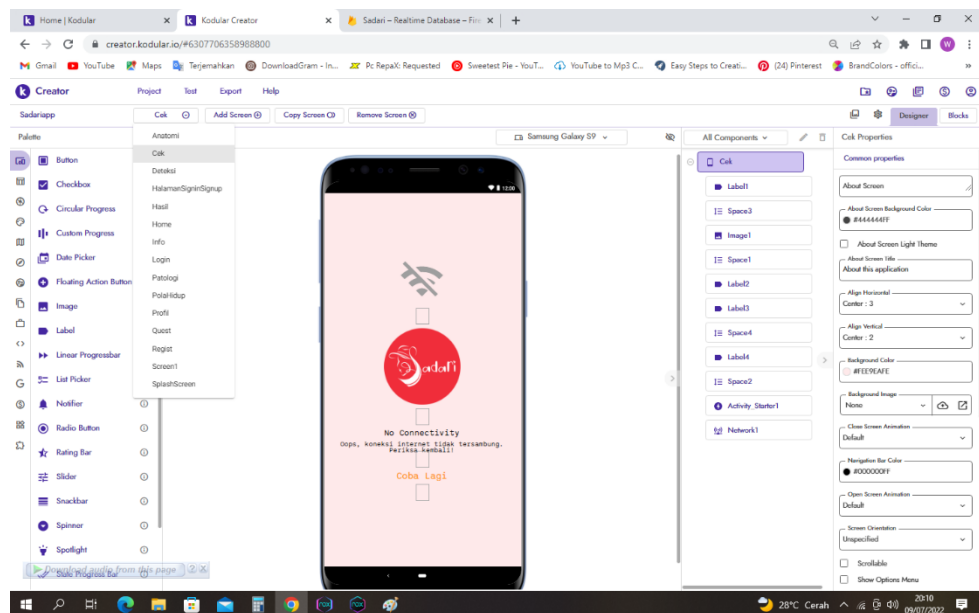 Home | Kodular
Kodular Creator
Sadari – Realtime Database – Fire
creator.kodular.io/#6307706358988800
Gmail
YouTube
Maps
Terjemahkan
DownloadGram - In...
Pc RepaX: Requested
Sweetest Pie - YouT...
YouTube to Mp3 C...
Easy Steps to Creati...
(24) Pinterest
BrandColors - offici...
Creator
Project
Test
Export
Help
Sadariapp
Cek
Add Screen
Copy Screen
Remove Screen
Designer
Blocks
Palette
Samsung Galaxy S9
All Components
Cek Properties
Button
Checkbox
Circular Progress
Custom Progress
Date Picker
Floating Action Button
Image
Label
Linear Progressbar
List Picker
Notifier
Radio Button
Rating Bar
Slider
Snackbar
Spinner
Spotlight
State Progress Bar
Download audio from this page
Anatomi
Cek
Deteksi
HalamanSigninSignup
Hasil
Home
Info
Login
Patologi
PolaHidup
Profil
Quest
Regist
Screen1
SplashScreen
12:00
Sadari
No Connectivity
Oops, koneksi internet tidak tersambung.
Periksa kembali!
Coba Lagi
Cek
Label1
Space3
Image1
Space1
Label2
Label3
Space4
Label4
Space2
Activity_Starter1
Network1
Common properties
About Screen
About Screen Background Color
#444444FF
About Screen Light Theme
About Screen Title
About this application
Align Horizontal
Center : 3
Align Vertical
Center : 2
Background Color
#FEE9EAFE
Background Image
None
Close Screen Animation
Default
Navigation Bar Color
#000000FF
Open Screen Animation
Default
Screen Orientation
Unspecified
Scrollable
Show Options Menu
28°C Cerah
20:10
09/07/2022